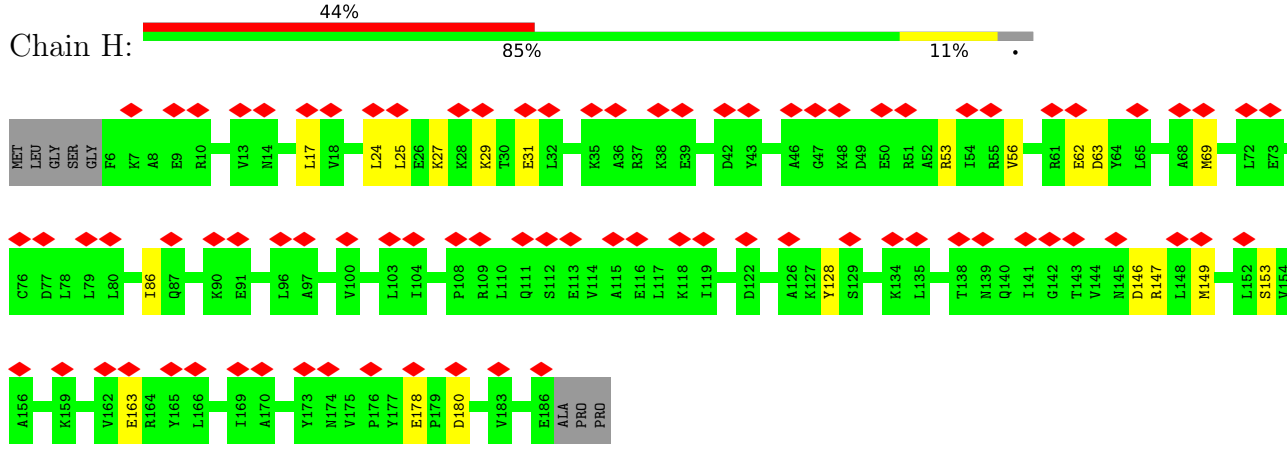 44%
Chain H:
85% 11% •
MET LEU GLY SER GLY F6 K7 A8 E9 R10 V13 N14 L17 V18 L24 L25 E26 K27 K28 K29 T30 E31 L32 K35 A36 R37 K38 E39 D42 Y43 A46 G47 K48 D49 E50 R51 A52 R53 I54 R55 V56 R61 E62 D63 Y64 L65 A68 M69 L72 E73
C76 D77 L78 L79 L80 I86 Q87 K90 E91 L96 A97 V100 L103 I104 P108 R109 L110 Q111 S112 E113 V114 A115 E116 L117 K118 I119 D122 A126 K127 Y128 S129 K134 L135 T138 N139 Q140 I141 G142 T143 V144 N145 D146 R147 L148 M149 L152 S153 V154
A156 K159 V162 E163 R164 Y165 L166 I169 A170 Y173 N174 V175 P176 Y177 E178 P179 D180 V183 E186 ALA PRO PRO